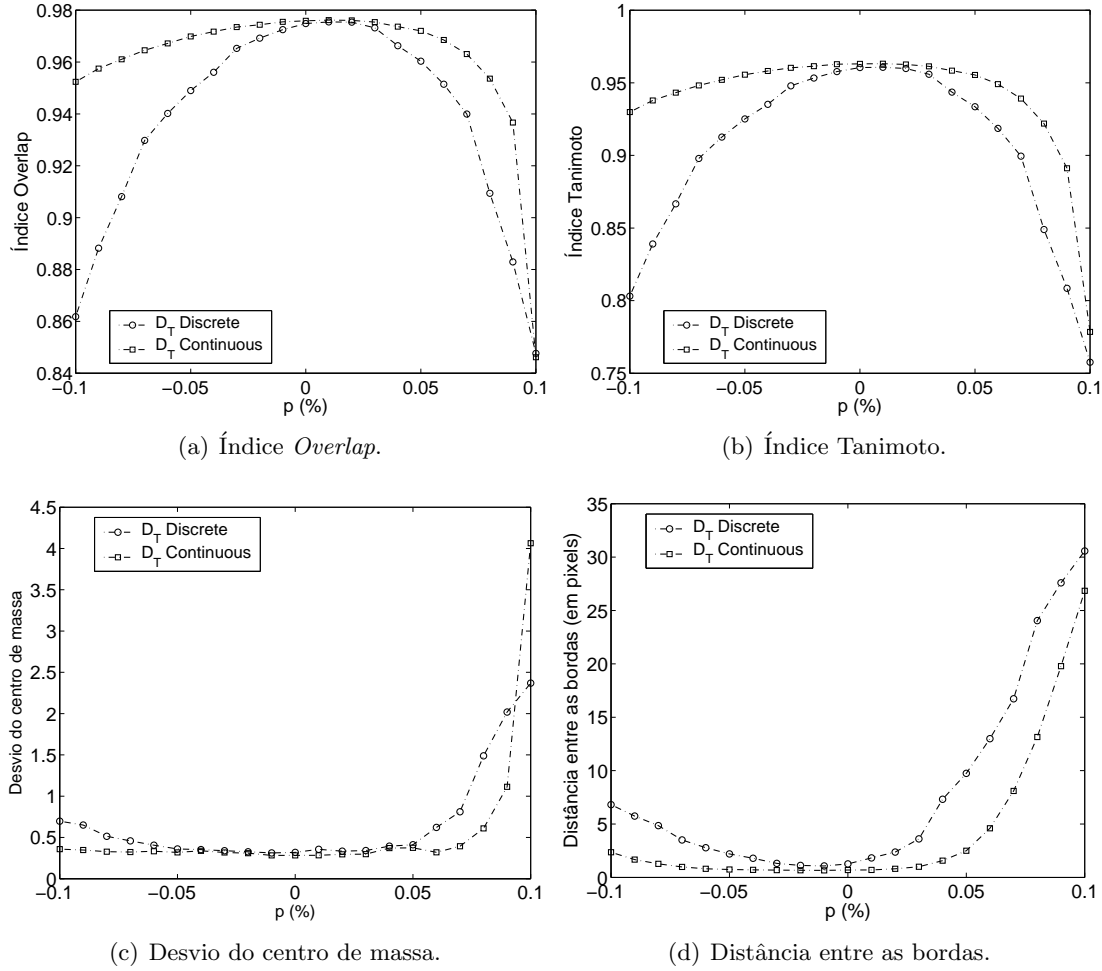 0.98
0.96
0.94
0.92
0.9
0.88
0.86
0.84
Índice Overlap
D_T Discrete
D_T Continuous
−0.1
−0.05
0
0.05
0.1
p (%)
(a) Índice Overlap.
1
0.95
0.9
0.85
0.8
0.75
Índice Tanimoto
D_T Discrete
D_T Continuous
−0.1
−0.05
0
0.05
0.1
p (%)
(b) Índice Tanimoto.
4.5
4
3.5
3
2.5
2
1.5
1
0.5
0
Desvio do centro de massa
D_T Discrete
D_T Continuous
−0.1
−0.05
0
0.05
0.1
p (%)
(c) Desvio do centro de massa.
35
30
25
20
15
10
5
0
Distância entre as bordas (em pixels)
D_T Discrete
D_T Continuous
−0.1
−0.05
0
0.05
0.1
p (%)
(d) Distância entre as bordas.